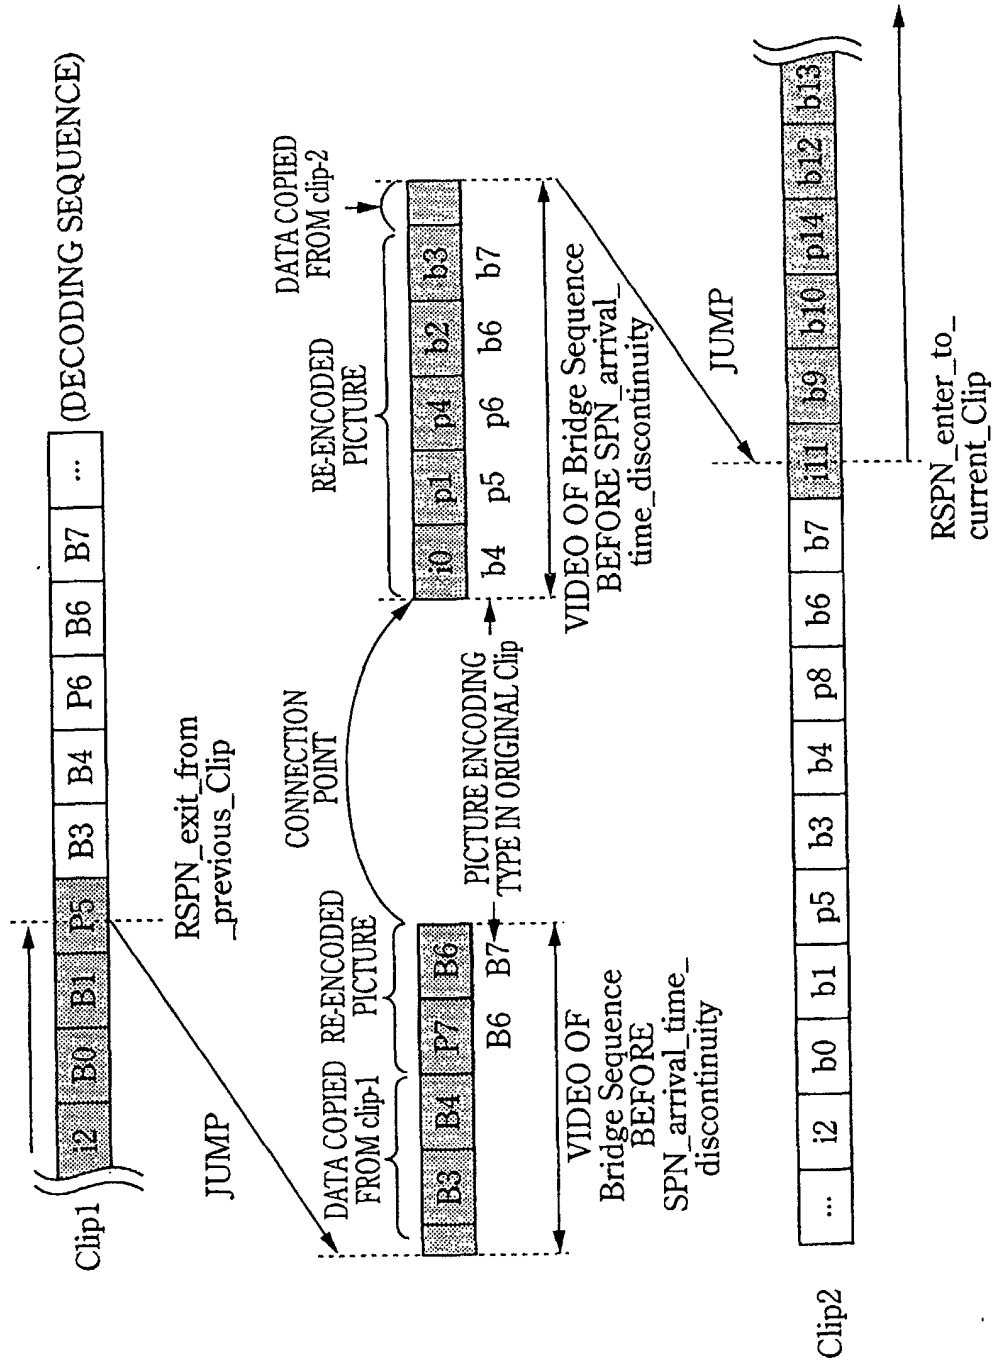 Clip1
i2 B0 B1 P5 B3 B4 P6 B6 B7 ... (DECODING SEQUENCE)
RSPN_exit_from
_previous_Clip
JUMP
DATA COPIED
FROM clip-1
RE-ENCODED
PICTURE
CONNECTION
POINT
RE-ENCODED
PICTURE
DATA COPIED
FROM clip-2
B3 B4 P7 B6
B6 B7
PICTURE ENCODING
TYPE IN ORIGINAL Clip
i0 p1 p4 b2 b3
b4 p5 p6 b6 b7
VIDEO OF
Bridge Sequence
BEFORE
SPN_arrival_time_
discontinuity
VIDEO OF Bridge Sequence
BEFORE SPN_arrival_
time_discontinuity
JUMP
Clip2
... i2 b0 b1 p5 b3 b4 p8 b6 b7 i11 b9 b10 p14 b12 b13
RSPN_enter_to_
current_Clip